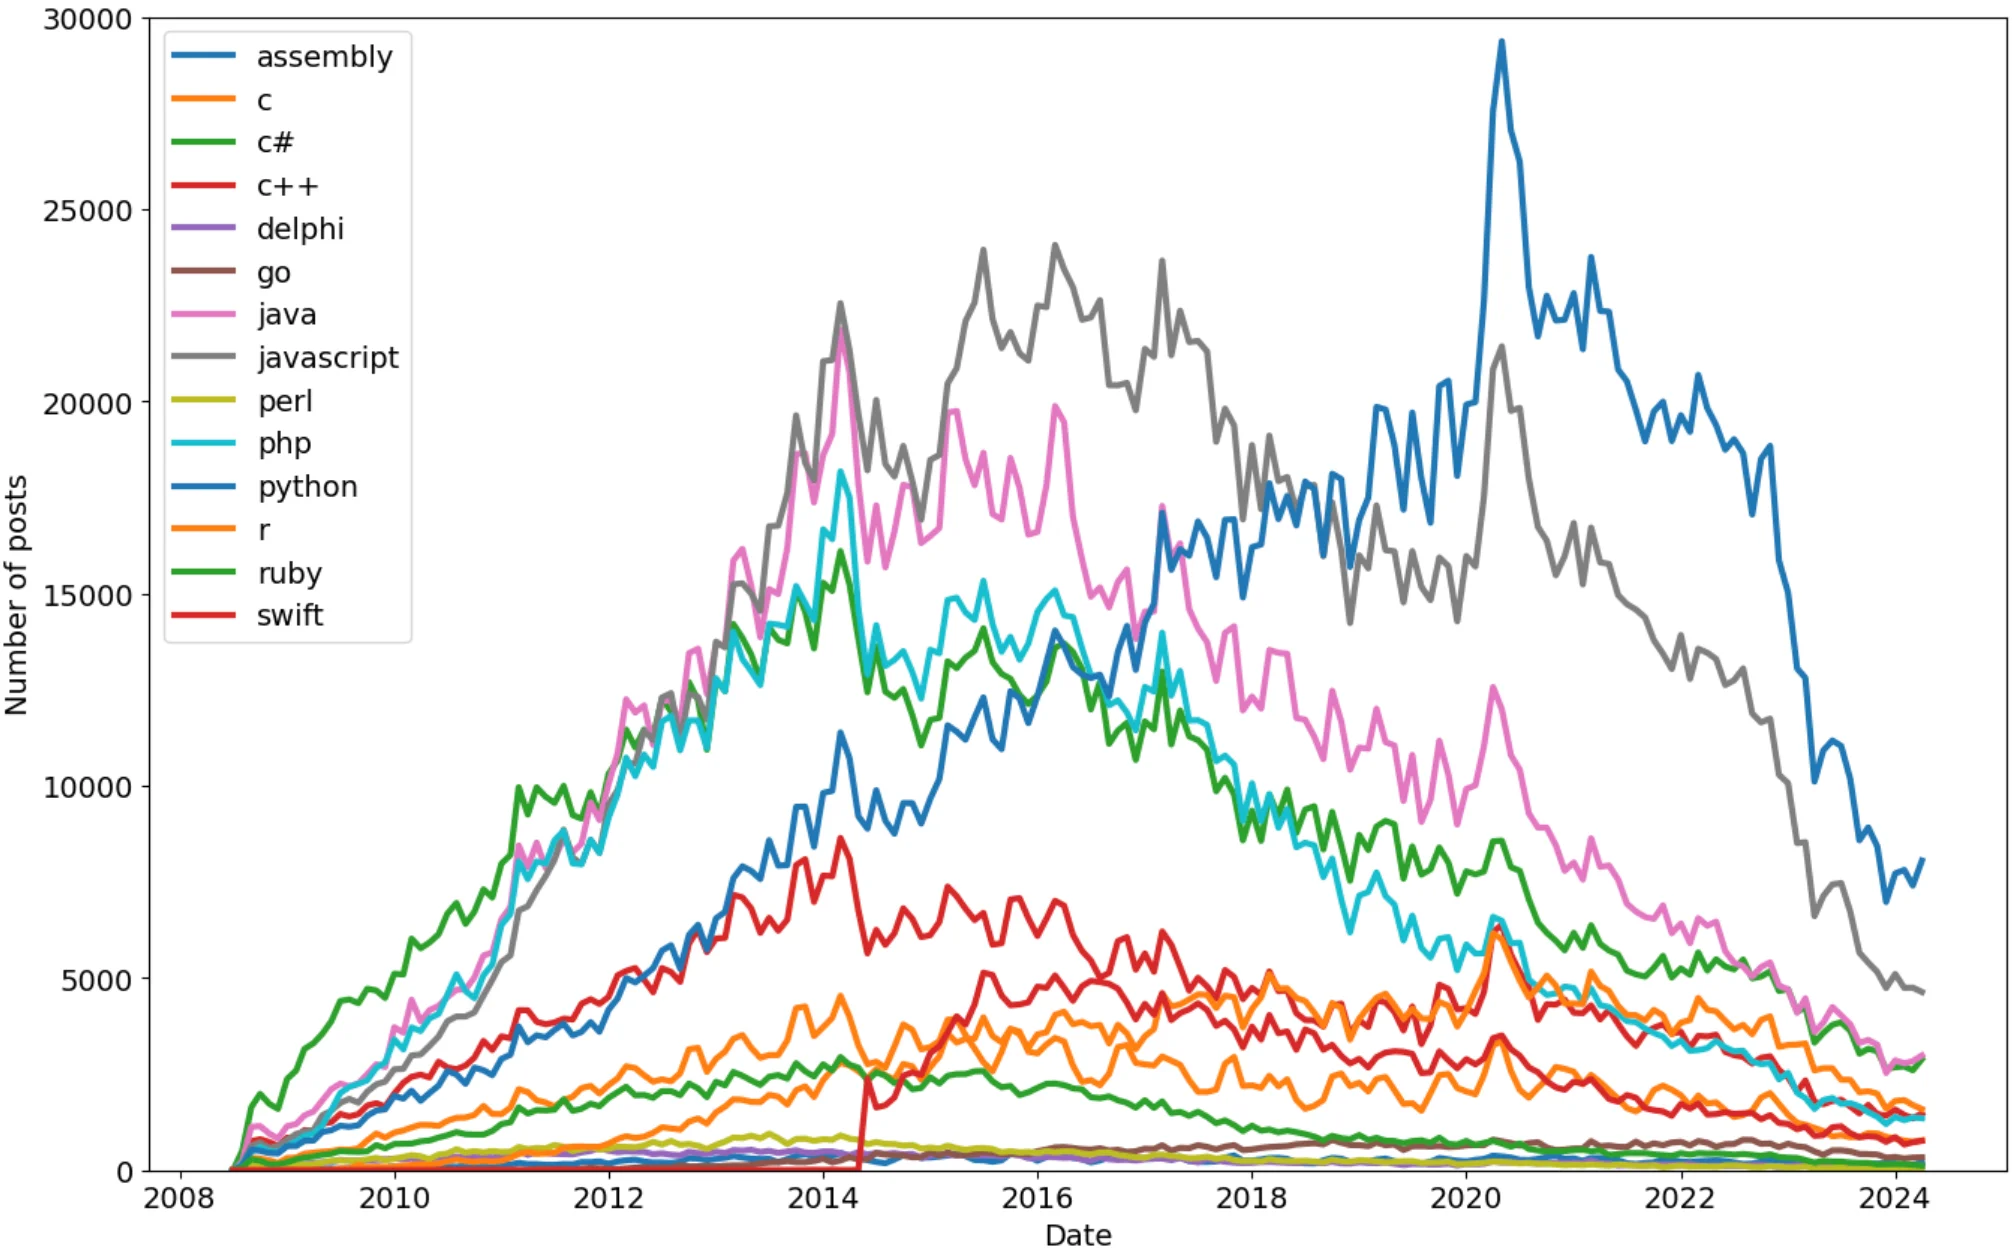 30000
25000
20000
15000
10000
5000
0
Number of posts
assembly
c
c#
c++
delphi
go
java
javascript
perl
php
python
r
ruby
swift
2008 2010 2012 2014 2016 2018 2020 2022 2024
Date